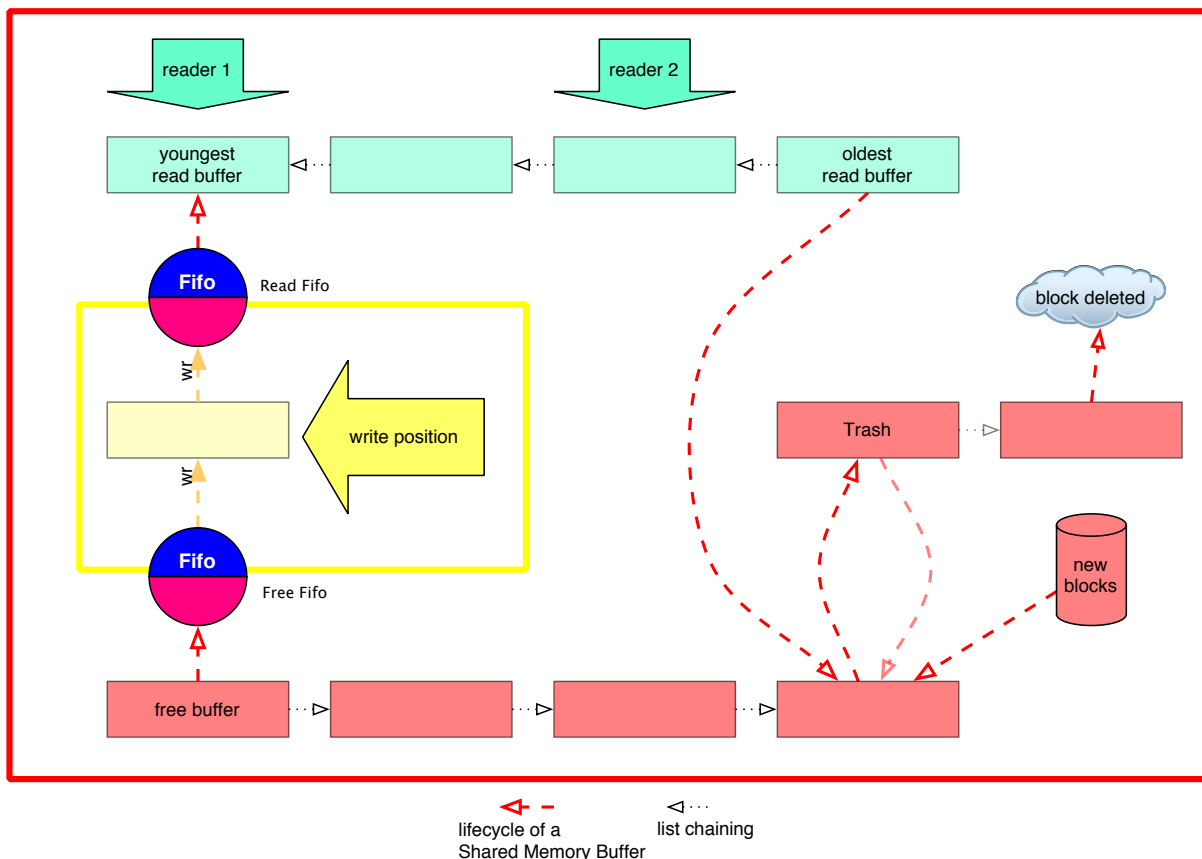 reader 1
reader 2
youngest
read buffer
oldest
read buffer
Fifo
Read Fifo
block deleted
wr
write position
Trash
wr
Fifo
Free Fifo
new
blocks
free buffer
lifecycle of a
Shared Memory Buffer
list chaining